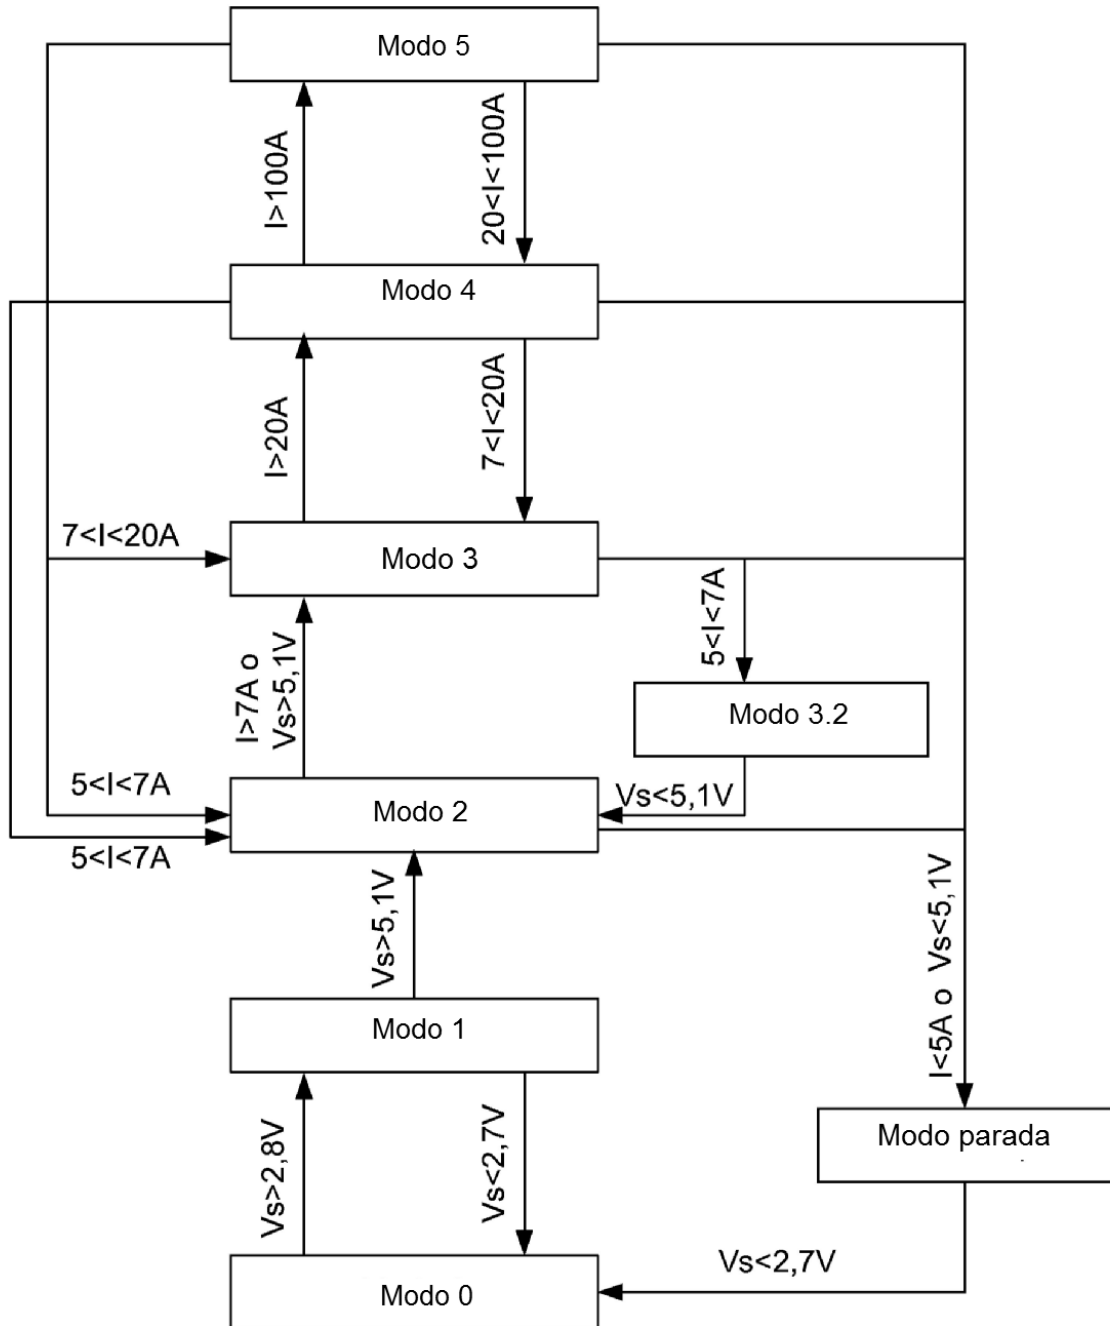 Modo 5
I>100A
20<I<100A
Modo 4
I>20A
7<I<20A
7<I<20A
Modo 3
I>7A o
Vs>5,1V
5<I<7A
Modo 3.2
5<I<7A
Modo 2
Vs<5,1V
5<I<7A
Vs>5,1V
I<5A o Vs<5,1V
Modo 1
Vs>2,8V
Vs<2,7V
Modo parada
Vs<2,7V
Modo 0